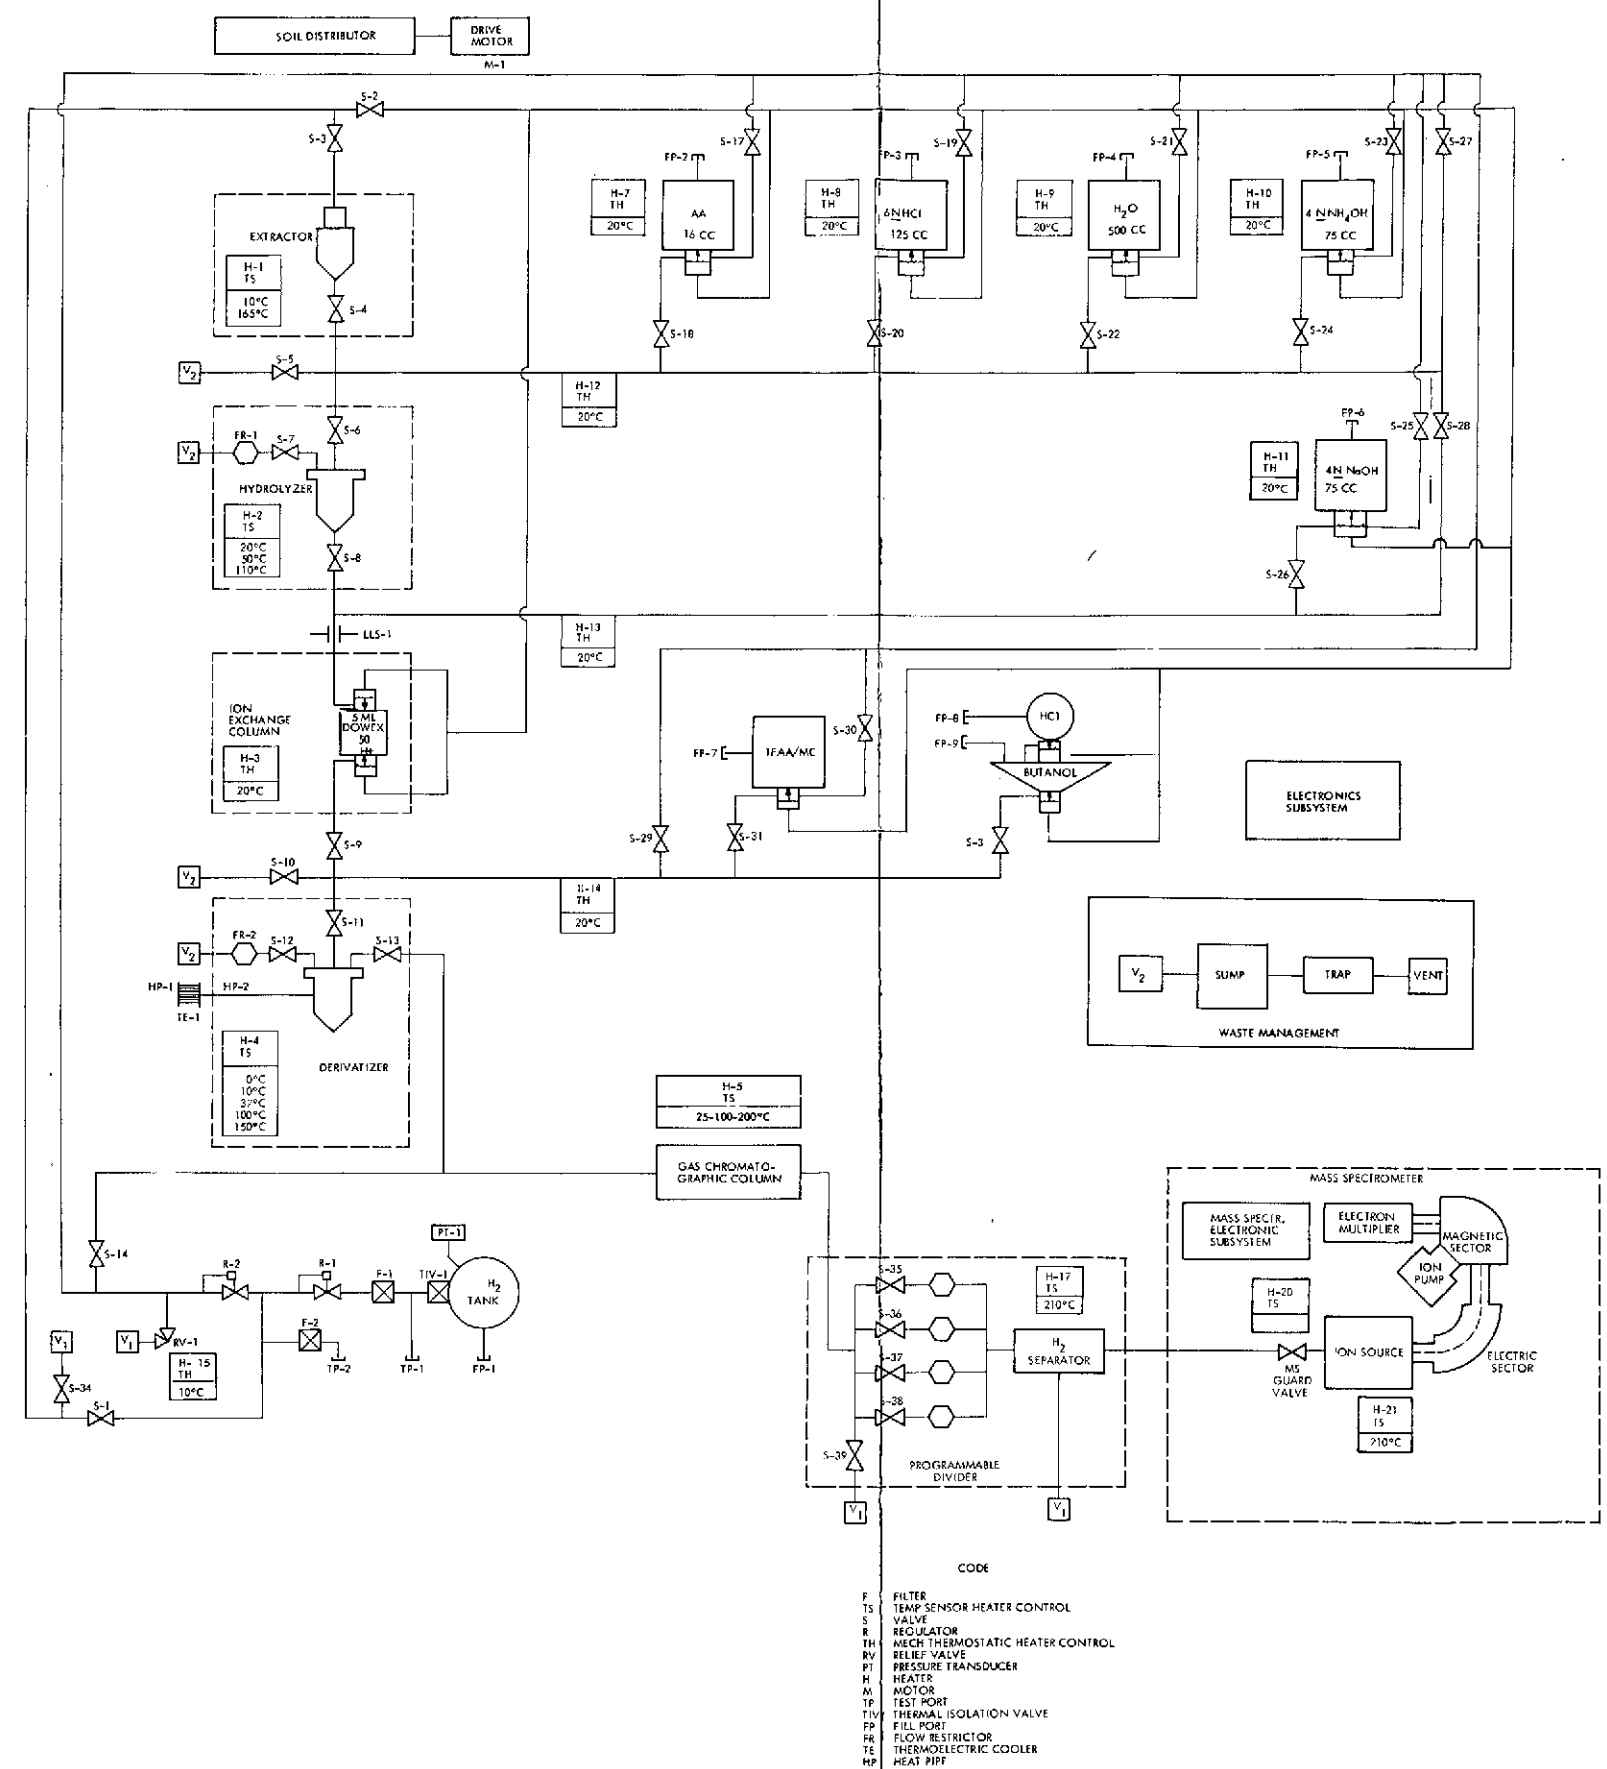 SOIL DISTRIBUTOR
DRIVE
MOTOR
M-1
S-2
S-3
S-17
S-19
S-21
S-23
S-27
FP-2
FP-3
FP-4
FP-5
H-7
TH
20°C
AA
16 CC
H-8
TH
20°C
6NHCl
125 CC
H-9
TH
20°C
H2O
500 CC
H-10
TH
20°C
4 N NH4OH
75 CC
EXTRACTOR
H-1
TS
10°C
165°C
S-4
S-18
S-20
S-22
S-24
V2
S-5
H-12
TH
20°C
S-6
FR-1
S-7
V2
HYDROLYZER
H-2
TS
20°C
50°C
110°C
S-8
FP-6
S-25
S-28
H-11
TH
20°C
4N NaOH
75 CC
S-26
LLS-1
H-13
TH
20°C
ION
EXCHANGE
COLUMN
5 ML
DOWEX
50
H+
H-3
TH
20°C
FP-7
TFAA/MC
S-30
FP-8
HC1
FP-9
BUTANOL
ELECTRONICS
SUBSYSTEM
S-9
S-29
S-31
S-3
V2
S-10
H-14
TH
20°C
S-11
FR-2
S-12
S-13
V2
HP-1
HP-2
TE-1
H-4
TS
0°C
10°C
37°C
100°C
150°C
DERIVATIZER
V2
SUMP
TRAP
VENT
WASTE MANAGEMENT
H-5
TS
25-100-200°C
GAS CHROMATO-
GRAPHIC COLUMN
MASS SPECTROMETER
MASS SPECTR.
ELECTRONIC
SUBSYSTEM
ELECTRON
MULTIPLIER
MAGNETIC
SECTOR
ION
PUMP
S-14
R-2
R-1
F-1
TIV-1
PT-1
H2
TANK
V1
V1
RV-1
F-2
TP-2
TP-1
FP-1
H-15
TH
10°C
S-34
S-1
S-35
S-36
S-37
S-38
S-39
H-17
TS
210°C
H2
SEPARATOR
PROGRAMMABLE
DIVIDER
V1
V1
H-20
TS
MS
GUARD
VALVE
ION SOURCE
ELECTRIC
SECTOR
H-21
TS
210°C
CODE
F FILTER
TS TEMP SENSOR HEATER CONTROL
S VALVE
R REGULATOR
TH MECH THERMOSTATIC HEATER CONTROL
RV RELIEF VALVE
PT PRESSURE TRANSDUCER
H HEATER
M MOTOR
TP TEST PORT
TIV THERMAL ISOLATION VALVE
FP FILL PORT
FR FLOW RESTRICTOR
TE THERMOELECTRIC COOLER
HP HEAT PIPE